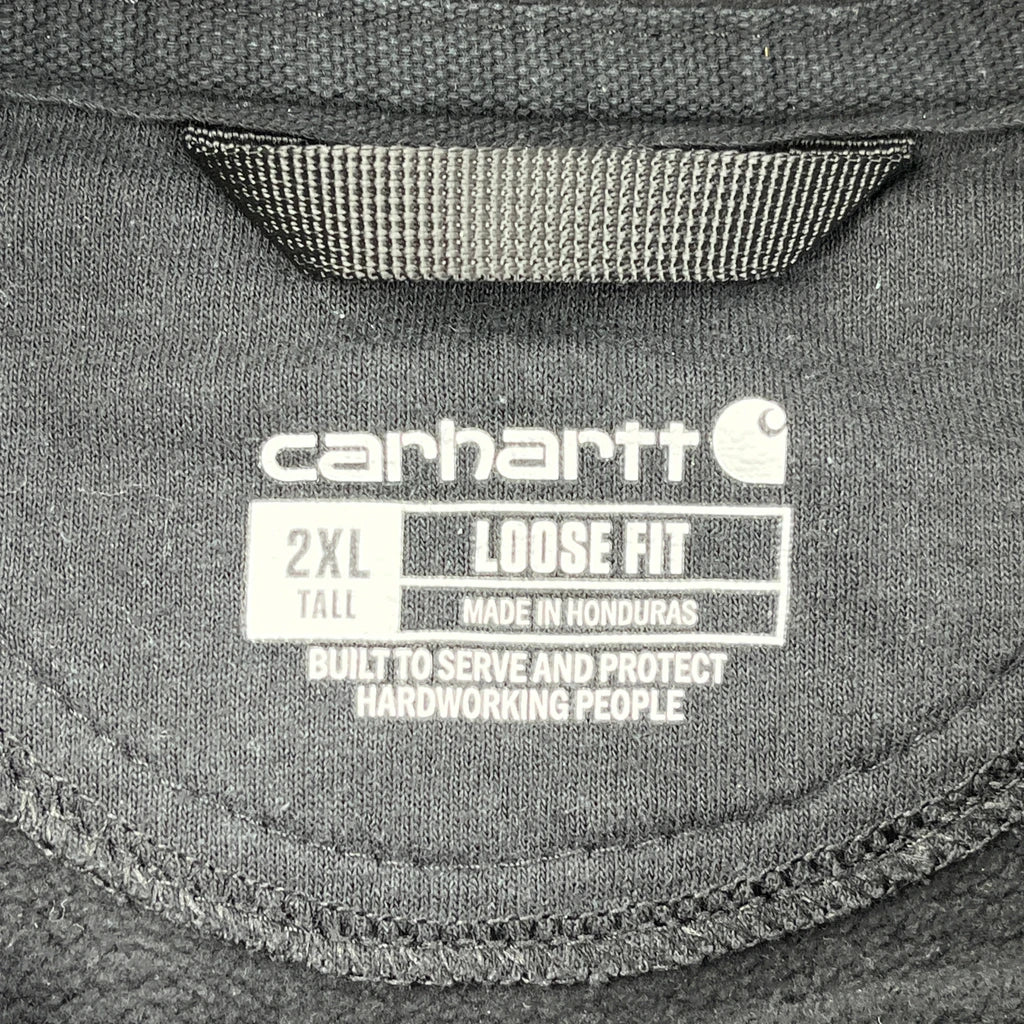 carhartt
2XL
TALL
LOOSE FIT
MADE IN HONDURAS
BUILT TO SERVE AND PROTECT
HARDWORKING PEOPLE